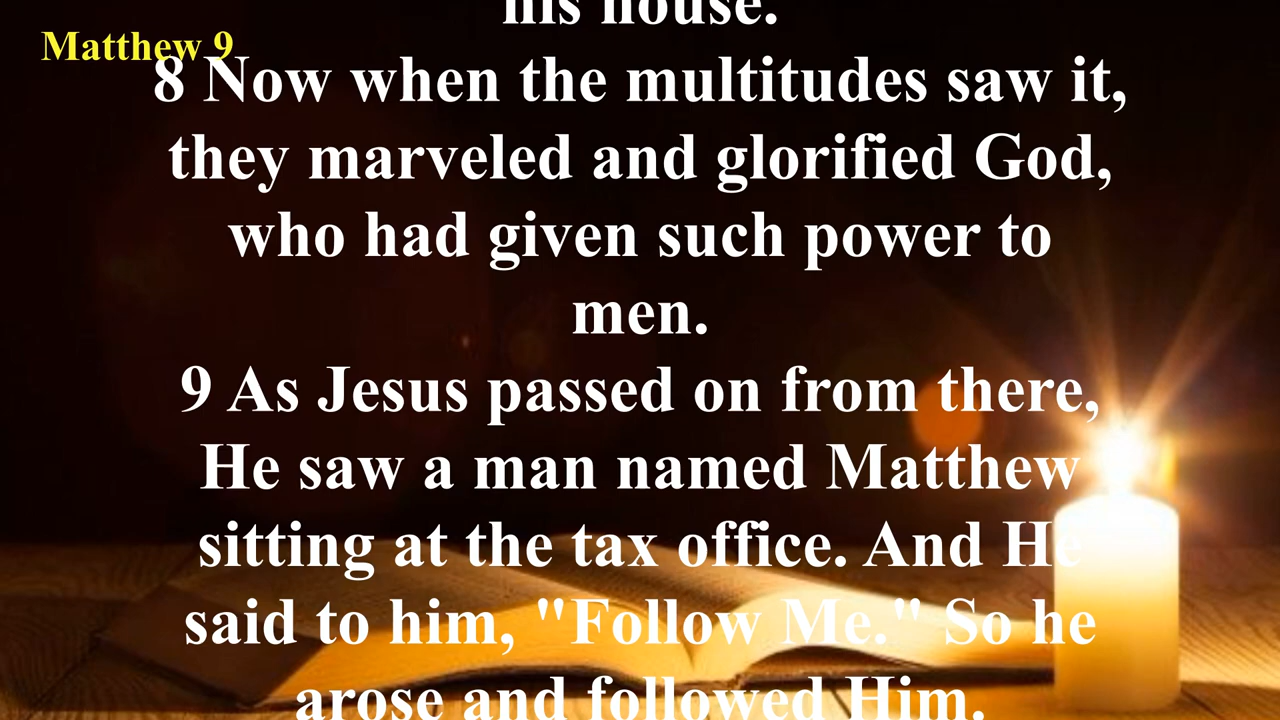 his house.
Matthew 9
8 Now when the multitudes saw it,
they marveled and glorified God,
who had given such power to
men.
9 As Jesus passed on from there,
He saw a man named Matthew
sitting at the tax office. And He
said to him, "Follow Me." So he
arose and followed Him.